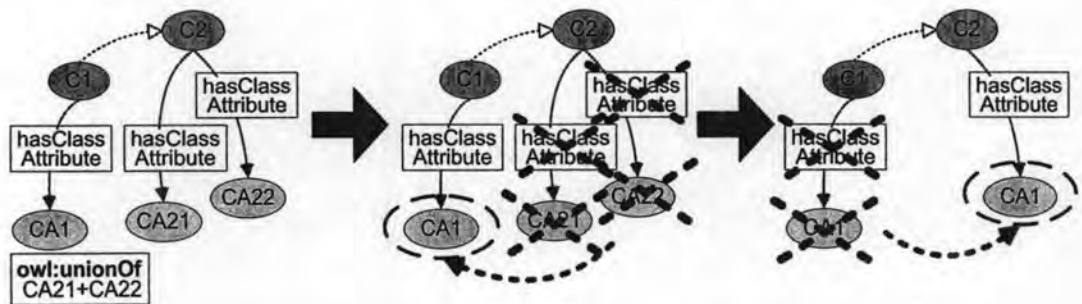 C2
C1
hasClass
Attribute
hasClass
Attribute
hasClass
Attribute
CA22
CA1
CA21
owl:unionOf
CA21+CA22
C2
C1
hasClass
Attribute
hasClass
Attribute
hasClass
Attribute
CA22
CA1
CA21
C2
C1
hasClass
Attribute
hasClass
Attribute
CA1
CA1